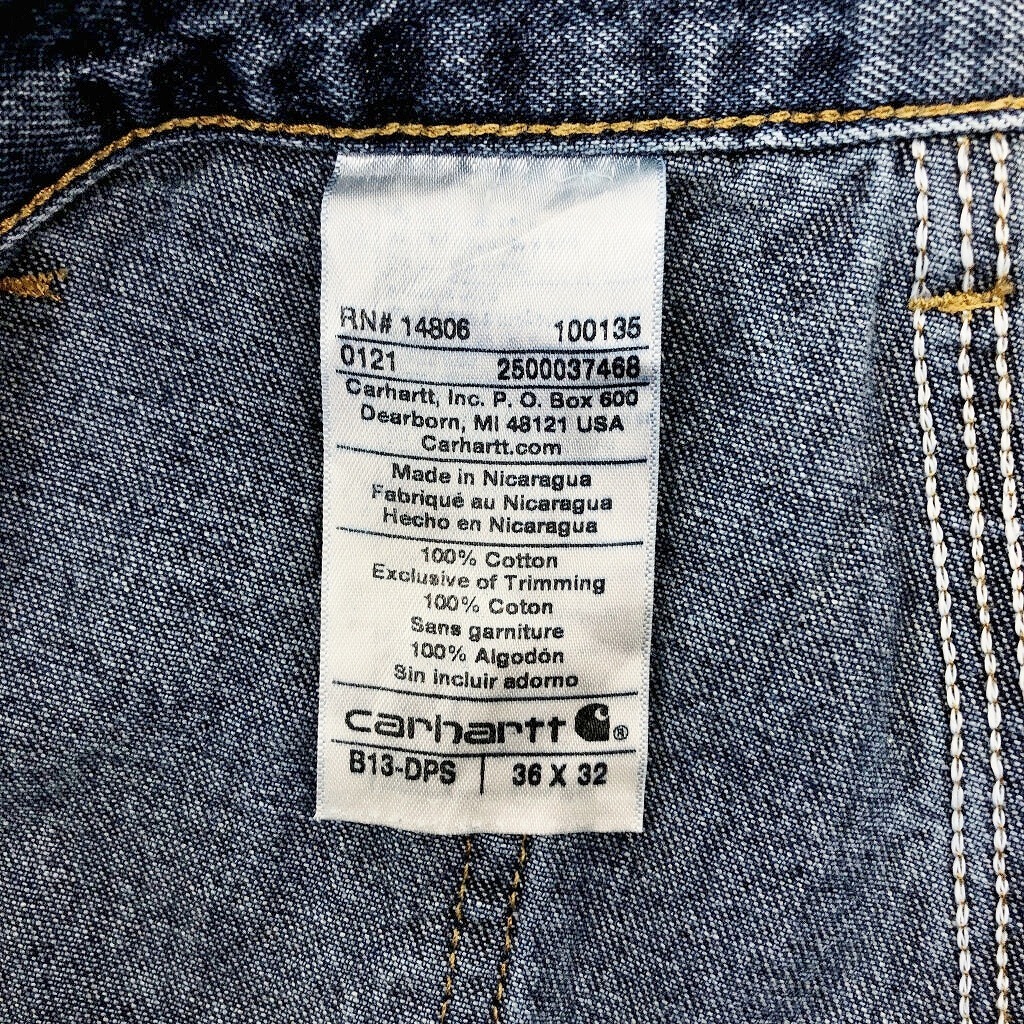 RN# 14806 100135
0121 2500037468
Carhartt, Inc. P. O. Box 600
Dearborn, MI 48121 USA
Carhartt.com
Made in Nicaragua
Fabriqué au Nicaragua
Hecho en Nicaragua
100% Cotton
Exclusive of Trimming
100% Coton
Sans garniture
100% Algodón
Sin incluir adorno
carhartt ®
B13-DPS | 36 X 32